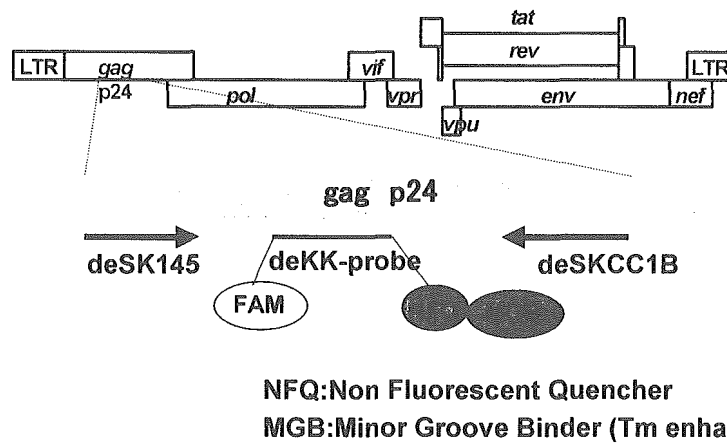 tat
LTR gag vif rev LTR
p24 pol vpr env nef
vpu
gag p24
deSK145 deKK-probe deSKCC1B
FAM
NFQ:Non Fluorescent Quencher
MGB:Minor Groove Binder (Tm enha